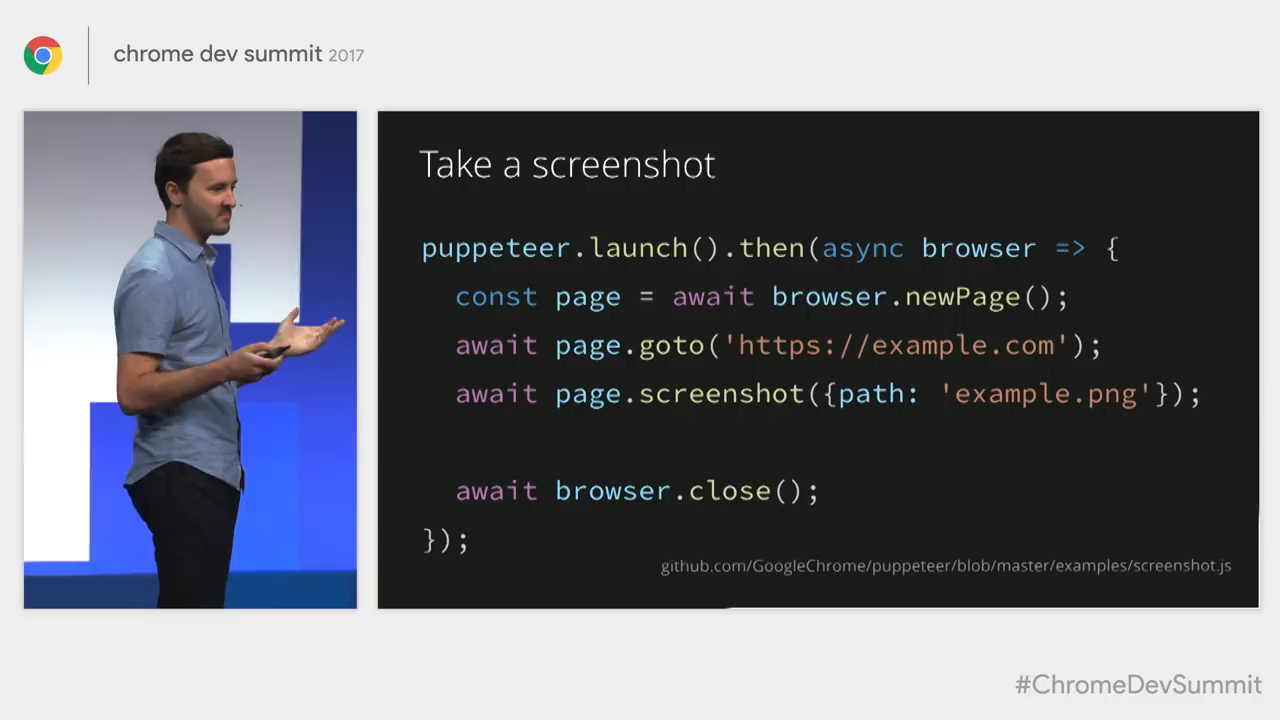 chrome dev summit 2017
Take a screenshot
puppeteer.launch().then(async browser => {
  const page = await browser.newPage();
  await page.goto('https://example.com');
  await page.screenshot({path: 'example.png'});
  await browser.close();
});
github.com/GoogleChrome/puppeteer/blob/master/examples/screenshot.js
#ChromeDevSummit